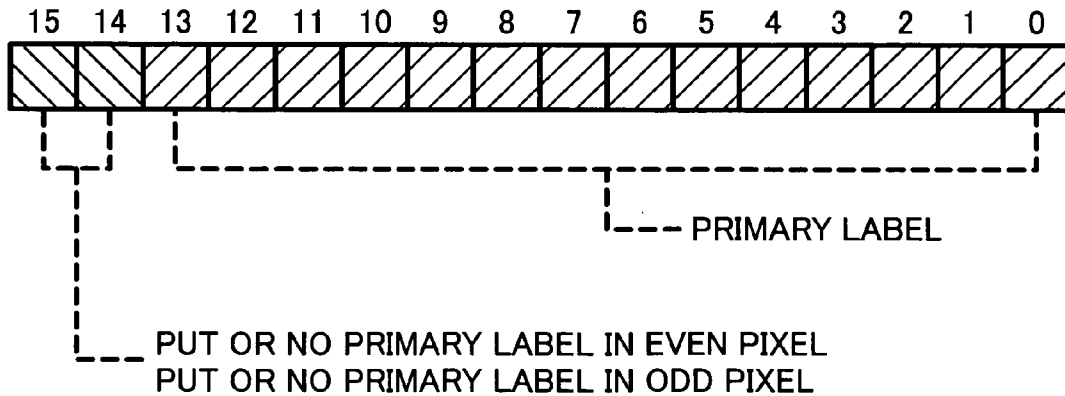 15 14 13 12 11 10 9 8 7 6 5 4 3 2 1 0
PRIMARY LABEL
PUT OR NO PRIMARY LABEL IN EVEN PIXEL
PUT OR NO PRIMARY LABEL IN ODD PIXEL